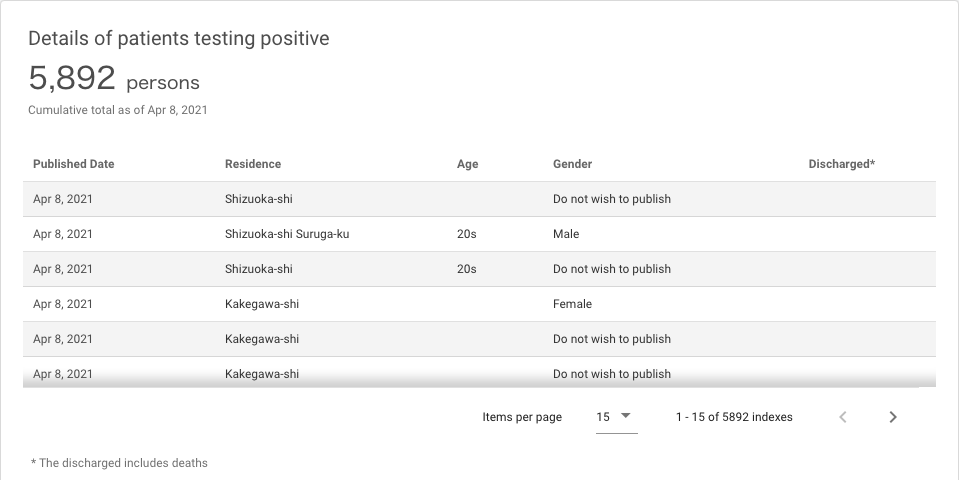 Details of patients testing positive
5,892 persons
Cumulative total as of Apr 8, 2021
Published Date Residence Age Gender Discharged*
Apr 8, 2021 Shizuoka-shi Do not wish to publish
Apr 8, 2021 Shizuoka-shi Suruga-ku 20s Male
Apr 8, 2021 Shizuoka-shi 20s Do not wish to publish
Apr 8, 2021 Kakegawa-shi Female
Apr 8, 2021 Kakegawa-shi Do not wish to publish
Apr 8, 2021 Kakegawa-shi Do not wish to publish
Items per page 15 1 - 15 of 5892 indexes
* The discharged includes deaths